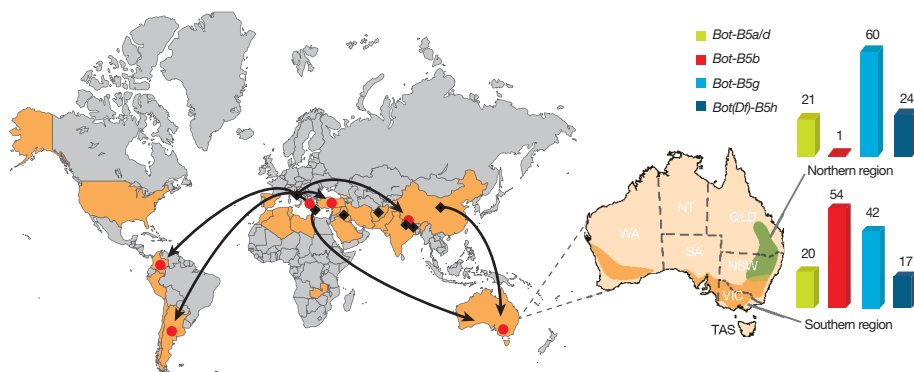 Bot-B5a/d
Bot-B5b
Bot-B5g
Bot(Df)-B5h
21
1
60
24
Northern region
20
54
42
17
Southern region
WA
NT
SA
QLD
NSW
VIC
TAS